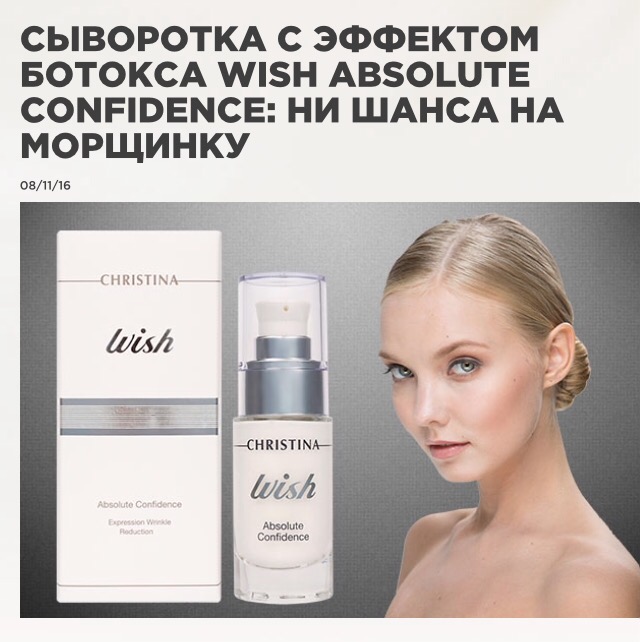 СЫВОРОТКА С ЭФФЕКТОМ
БОТОКСА WISH ABSOLUTE
CONFIDENCE: НИ ШАНСА НА
МОРЩИНКУ
08/11/16
CHRISTINA
Wish
Absolute Confidence
Expression Wrinkle
Reduction
CHRISTINA
Wish
Absolute
Confidence